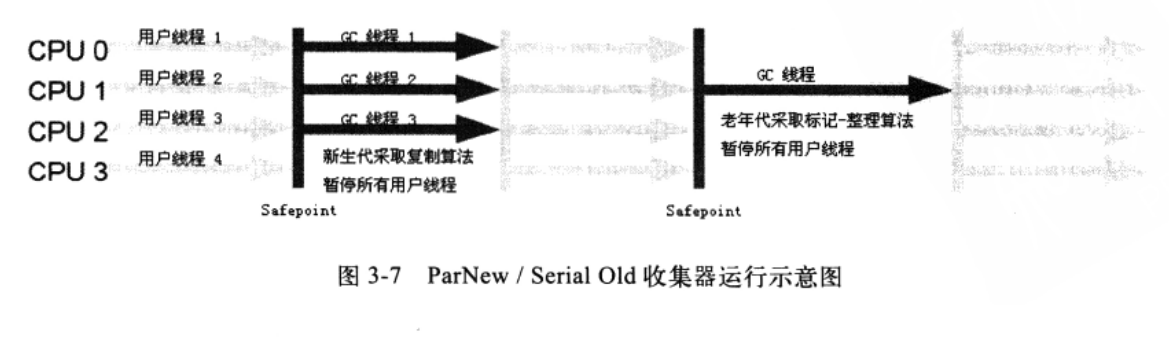 CPU 0
用户线程 1
GC 线程 1
CPU 1
用户线程 2
GC 线程 2
GC 线程
CPU 2
用户线程 3
GC 线程 3
老年代采取标记-整理算法
CPU 3
用户线程 4
新生代采取复制算法
暂停所有用户线程
暂停所有用户线程
Safepoint
Safepoint
图 3-7 ParNew / Serial Old 收集器运行示意图